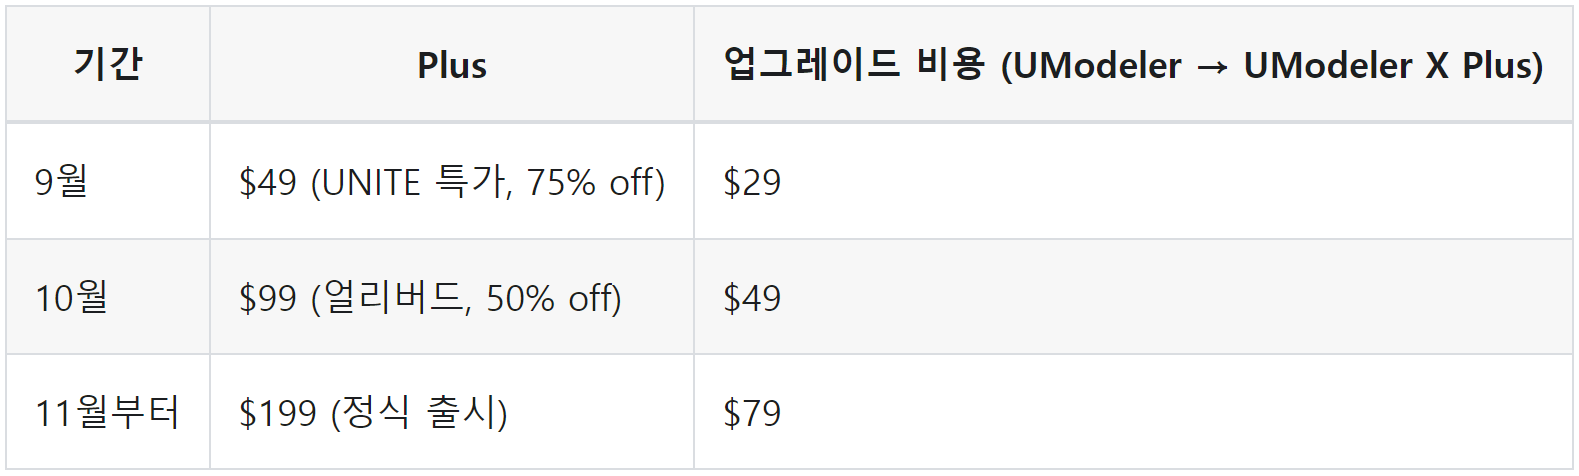 기간 Plus 업그레이드 비용 (UModeler → UModeler X Plus)
9월 $49 (UNITE 특가, 75% off) $29
10월 $99 (얼리버드, 50% off) $49
11월부터 $199 (정식 출시) $79